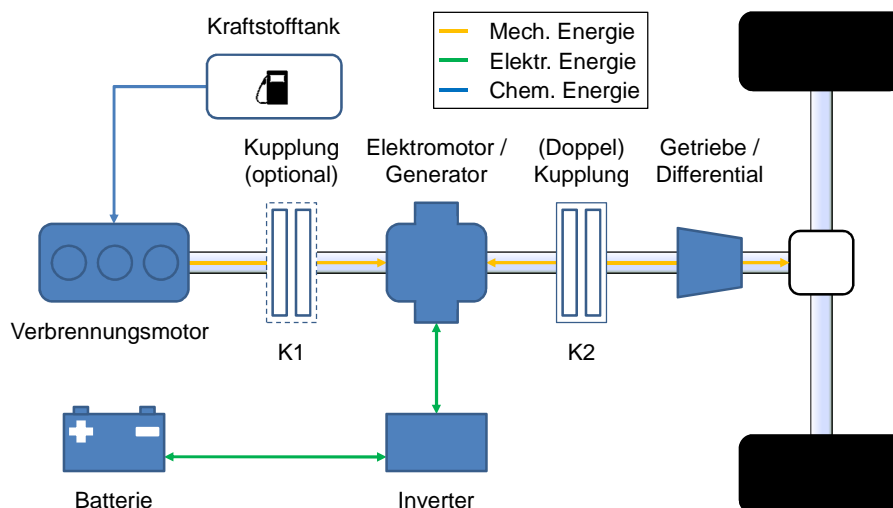 Kraftstofftank
Mech. Energie
Elektr. Energie
Chem. Energie
Kupplung
(optional)
Elektromotor /
Generator
(Doppel)
Kupplung
Getriebe /
Differential
Verbrennungsmotor
K1
K2
Batterie
Inverter